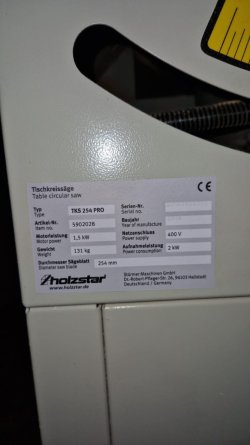 Tischkreissäge
Table circular saw
CE
Typ
Type
TKS 254 PRO
Serien-Nr.
Serial no.
Artikel-Nr.
Item no.
5902026
Baujahr
Year of manufacture
Motorleistung
Motor power
1,5 kW
Netzanschluss
Power supply
400 V
Gewicht
Weight
131 kg
Aufnahmeleistung
Power consumption
2 kW
Durchmesser Sägeblatt
Diameter saw blade
254 mm
holzstar
www.holzstar.de
Stürmer Maschinen GmbH
Dr.-Robert-Pfleger-Str. 26, 96103 Hallstadt
Deutschland / Germany